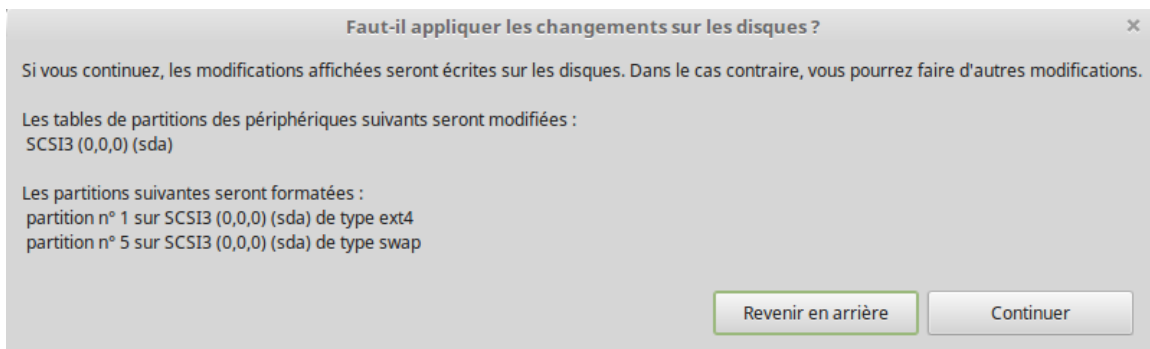 Faut-il appliquer les changements sur les disques ?
Si vous continuez, les modifications affichées seront écrites sur les disques. Dans le cas contraire, vous pourrez faire d'autres modifications.
Les tables de partitions des périphériques suivants seront modifiées :
SCSI3 (0,0,0) (sda)
Les partitions suivantes seront formatées :
partition n° 1 sur SCSI3 (0,0,0) (sda) de type ext4
partition n° 5 sur SCSI3 (0,0,0) (sda) de type swap
Revenir en arrière
Continuer